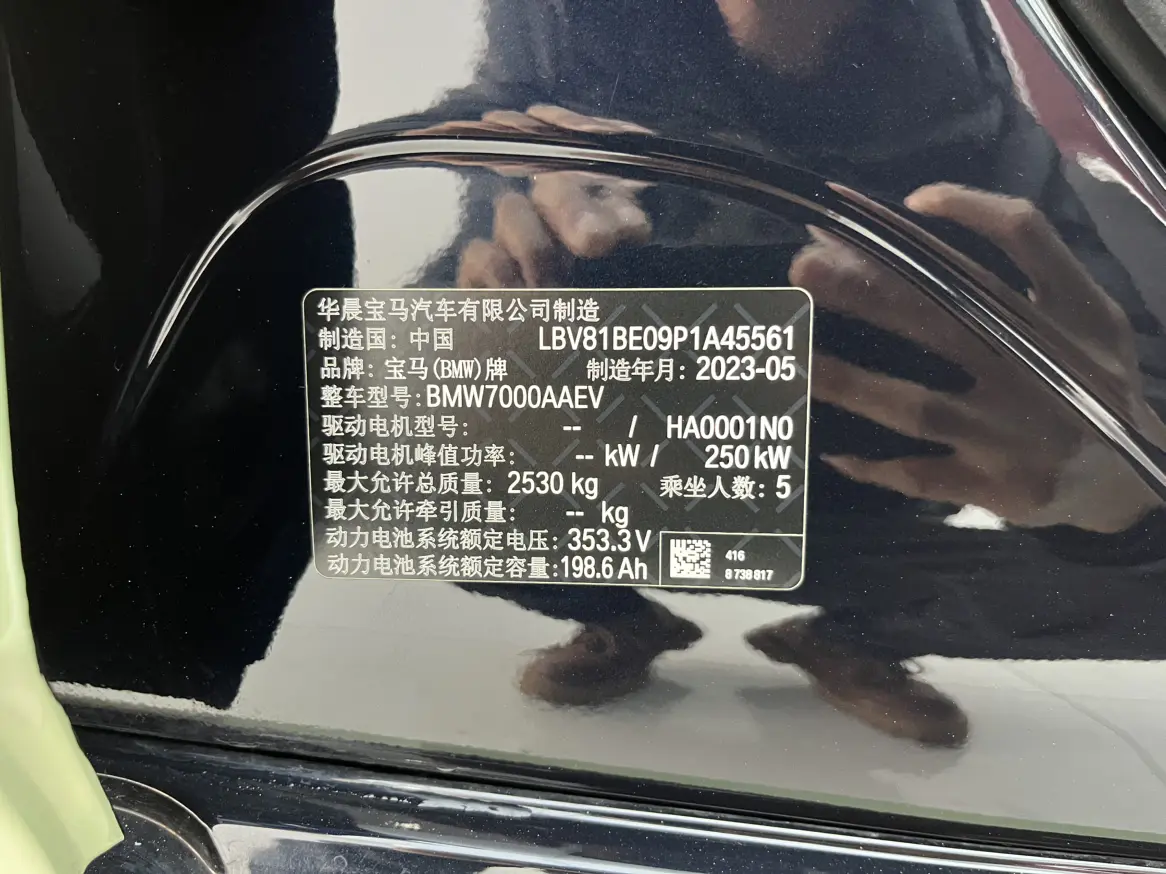 华晨宝马汽车有限公司制造
制造国：中国 LBV81BE09P1A45561
品牌：宝马(BMW)牌 制造年月：2023-05
整车型号:BMW7000AAEV
驱动电机型号： -- / HA0001N0
驱动电机峰值功率： -- kW / 250 kW
最大允许总质量：2530 kg 乘坐人数：5
最大允许牵引质量： -- kg
动力电池系统额定电压：353.3 V
动力电池系统额定容量:198.6 Ah
416
8 738 817